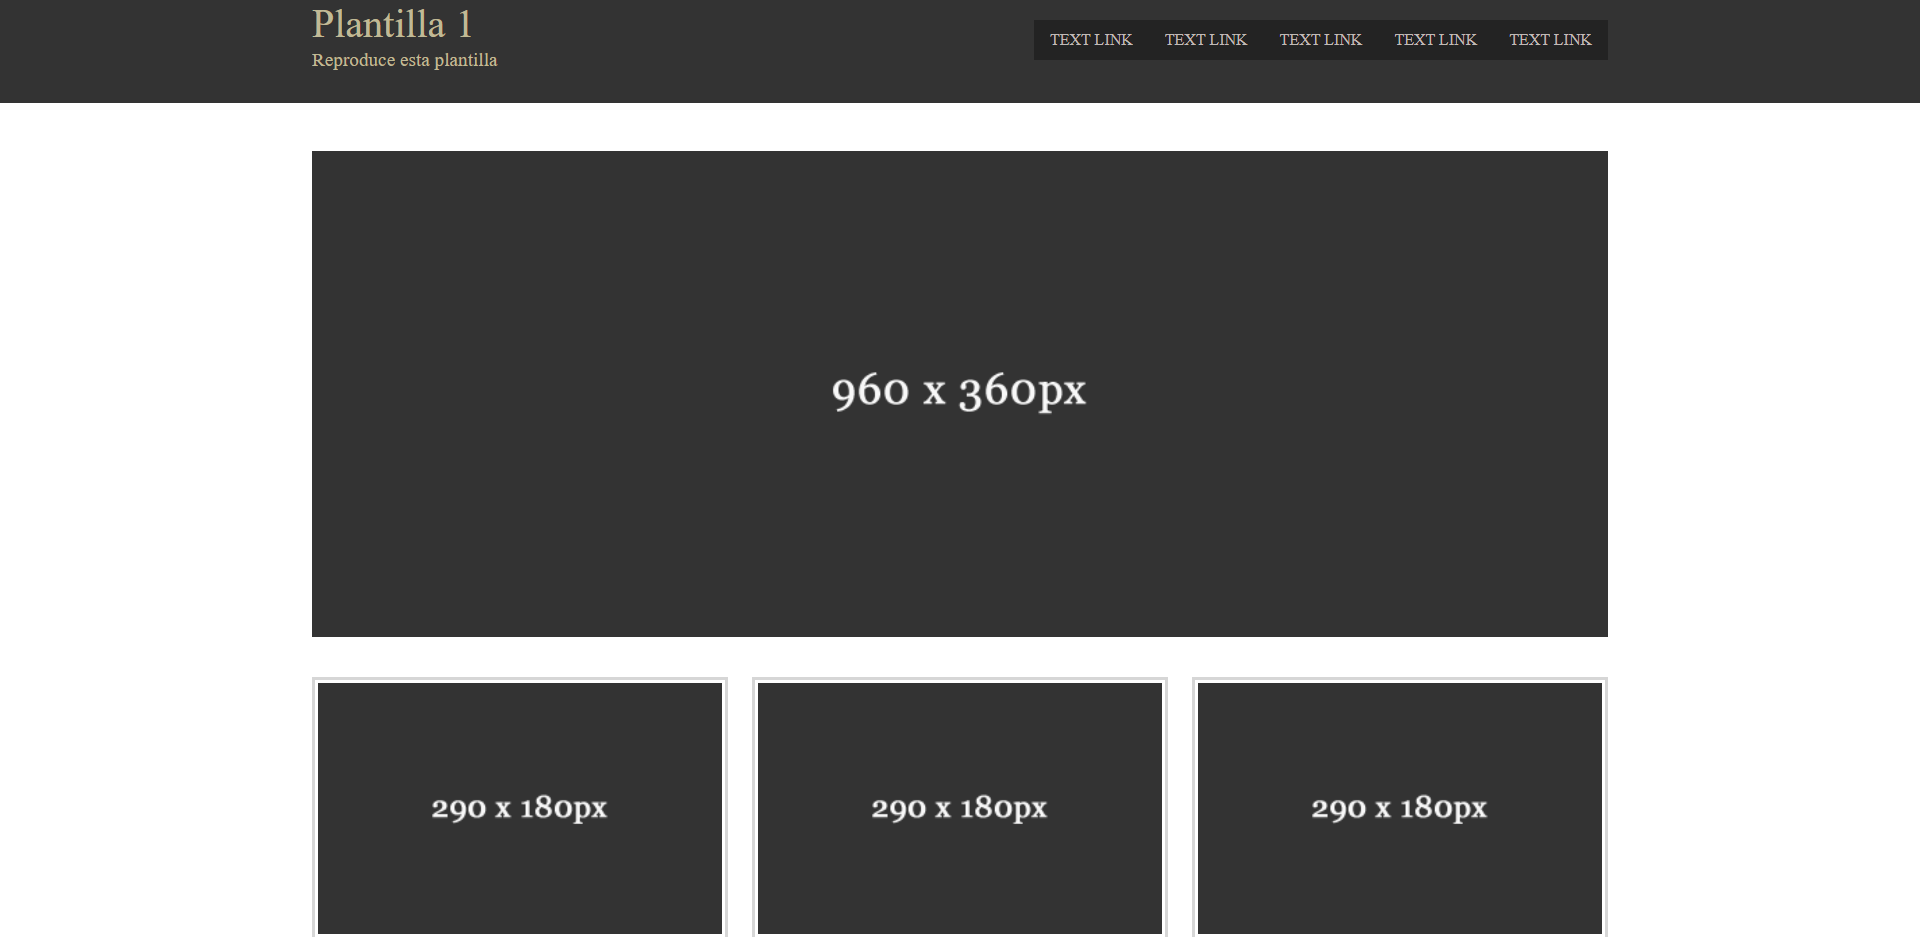 Plantilla 1
Reproduce esta plantilla
TEXT LINK TEXT LINK TEXT LINK TEXT LINK TEXT LINK
960 x 360px
290 x 180px 290 x 180px 290 x 180px